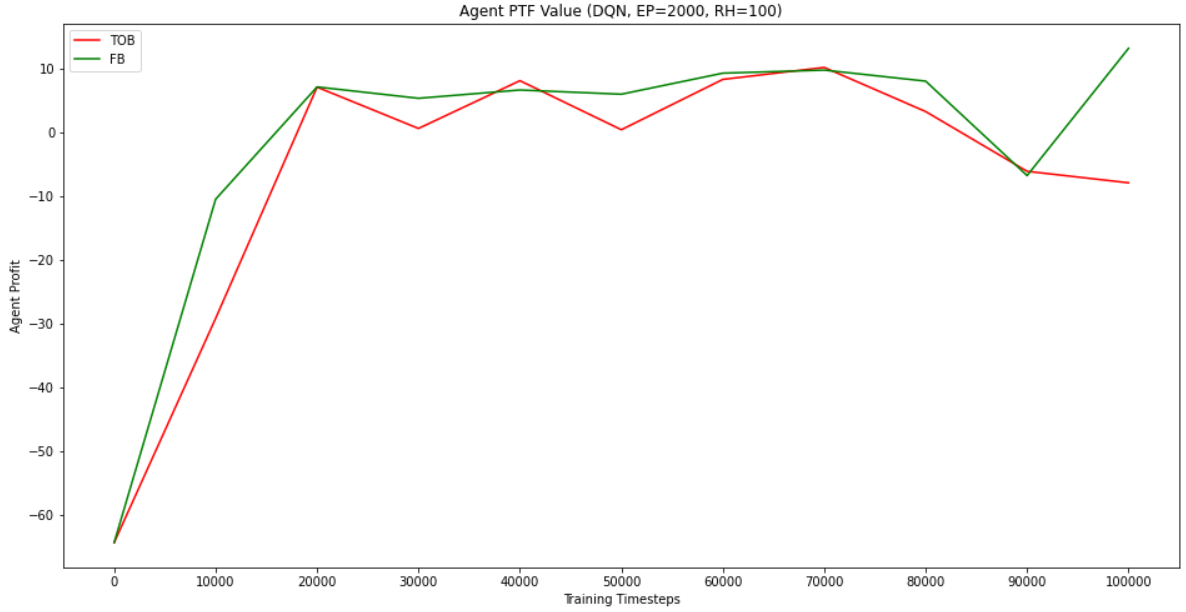 Agent PTF Value (DQN, EP=2000, RH=100)
TOB
FB
Agent Profit
10
0
−10
−20
−30
−40
−50
−60
0 10000 20000 30000 40000 50000 60000 70000 80000 90000 100000
Training Timesteps